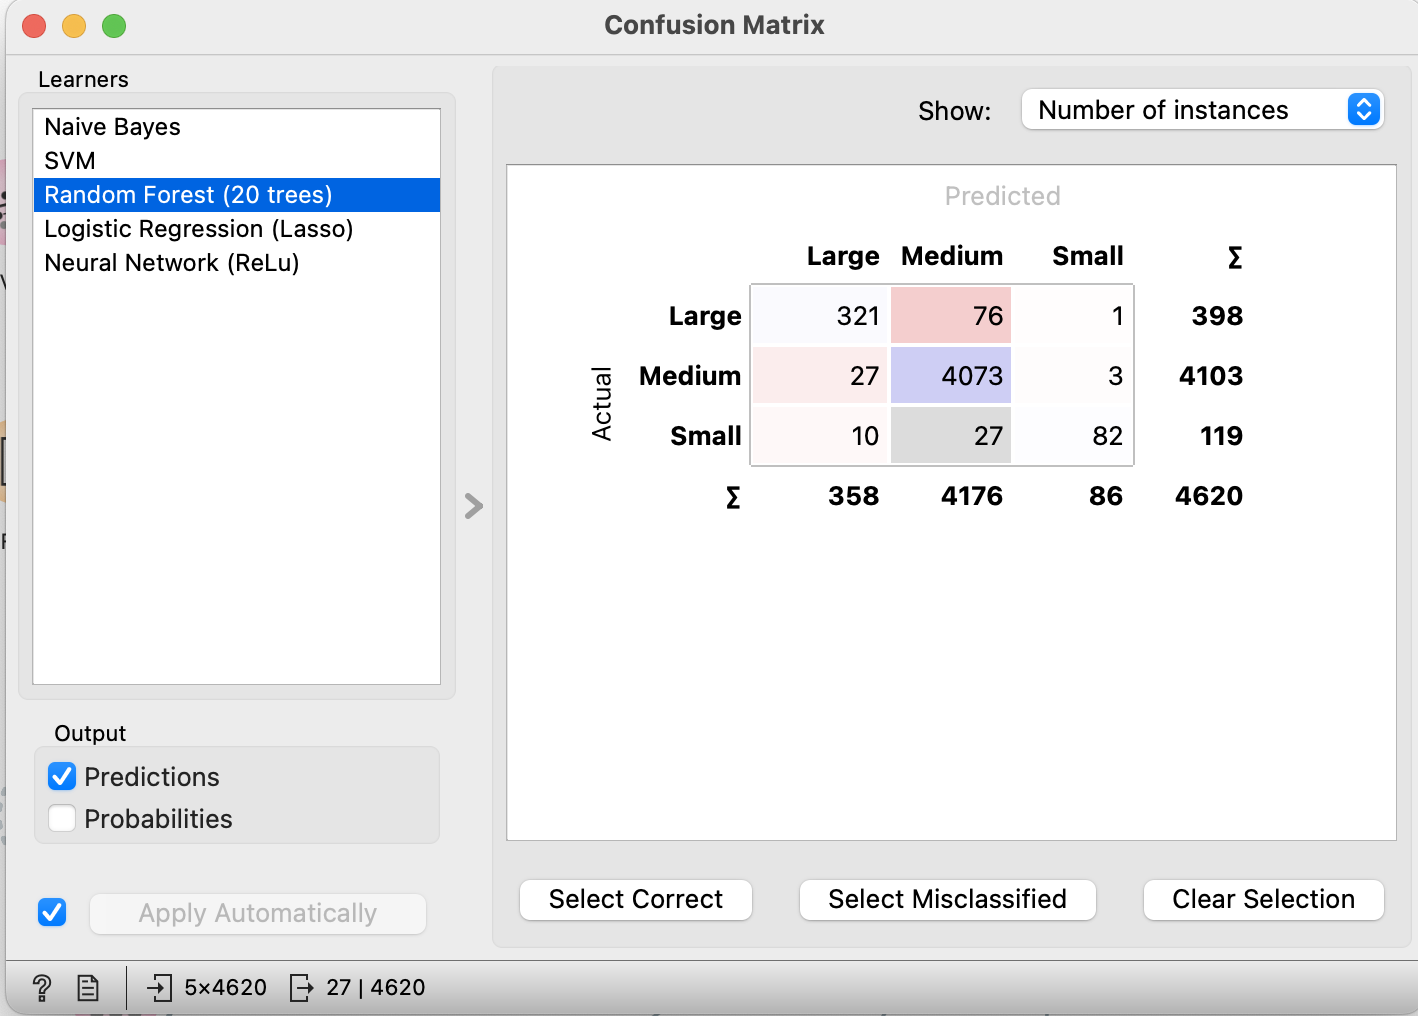 Confusion Matrix
Learners
Naive Bayes
SVM
Random Forest (20 trees)
Logistic Regression (Lasso)
Neural Network (ReLu)
Output
Predictions
Probabilities
Apply Automatically
Show: Number of instances
Predicted
Large Medium Small Σ
Actual
Large 321 76 1 398
Medium 27 4073 3 4103
Small 10 27 82 119
Σ 358 4176 86 4620
Select Correct Select Misclassified Clear Selection
? 5×4620 27 | 4620